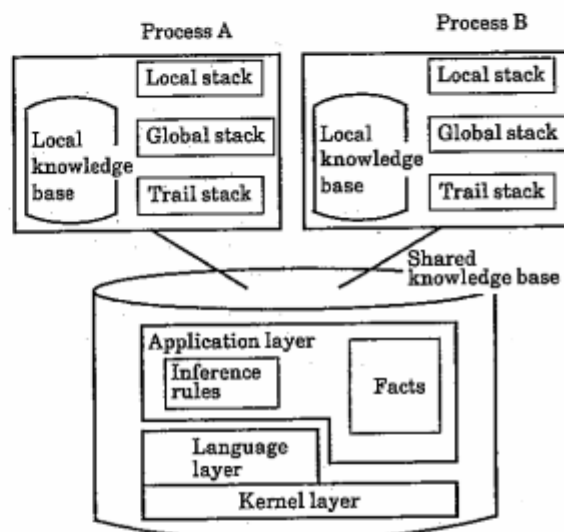 Process A
Local stack
Local
knowledge
base
Global stack
Trail stack
Process B
Local stack
Local
knowledge
base
Global stack
Trail stack
Shared
knowledge base
Application layer
Inference
rules
Facts
Language
layer
Kernel layer